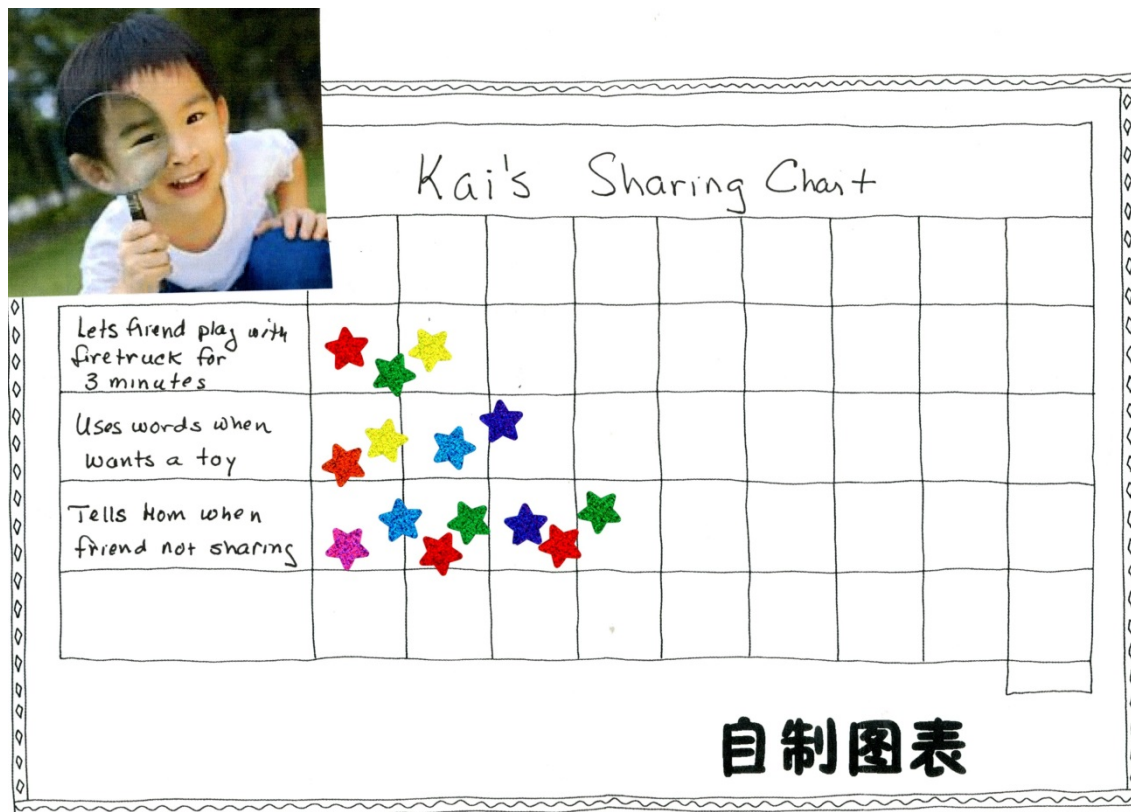 Kai's Sharing Chart
Lets friend play with
firetruck for
3 minutes
Uses words when
wants a toy
Tells Mom when
friend not sharing
自制图表